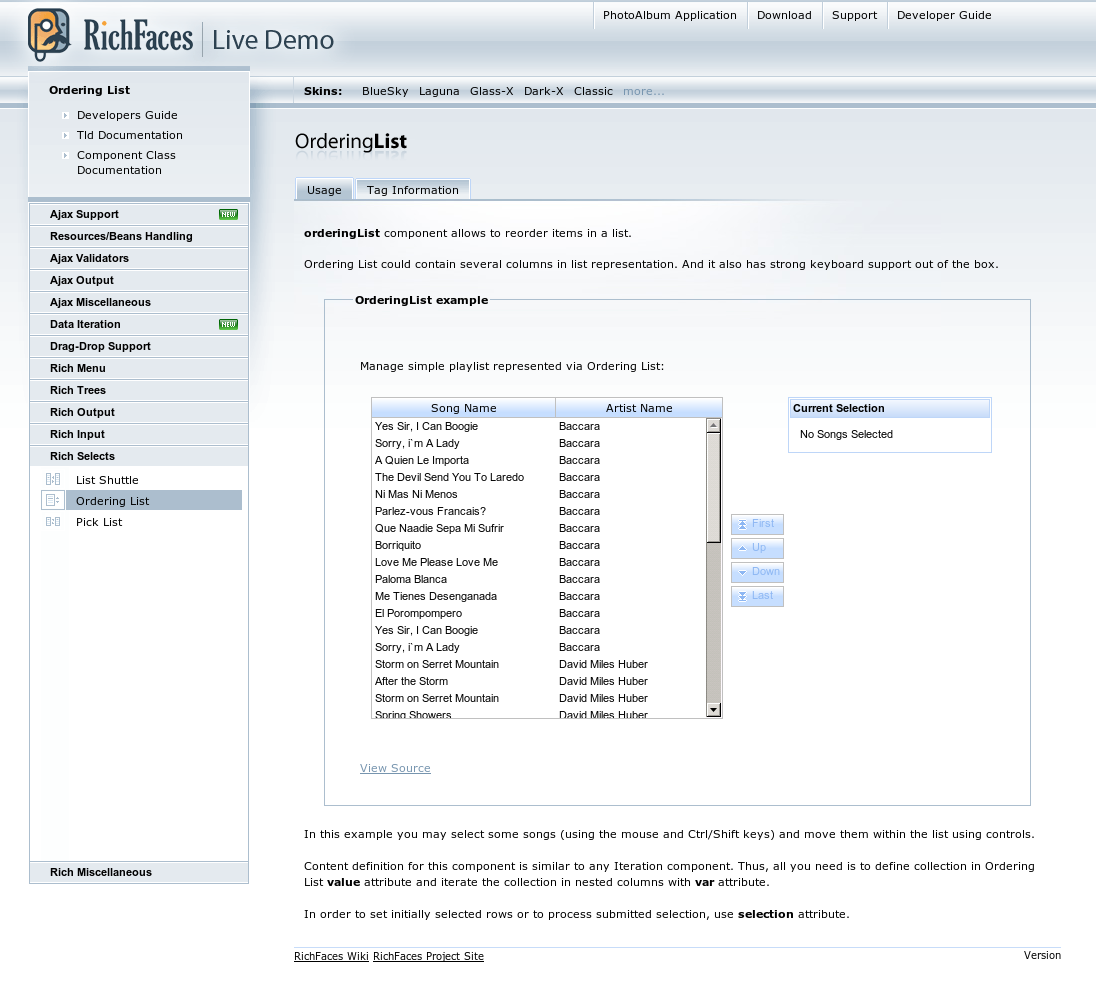 RichFaces Live Demo
PhotoAlbum Application Download Support Developer Guide
Skins: BlueSky Laguna Glass-X Dark-X Classic more...
Ordering List
Developers Guide
Tld Documentation
Component Class
Documentation
Ajax Support NEW
Resources/Beans Handling
Ajax Validators
Ajax Output
Ajax Miscellaneous
Data Iteration NEW
Drag-Drop Support
Rich Menu
Rich Trees
Rich Output
Rich Input
Rich Selects
List Shuttle
Ordering List
Pick List
Rich Miscellaneous
OrderingList
Usage Tag Information
orderingList component allows to reorder items in a list.
Ordering List could contain several columns in list representation. And it also has strong keyboard support out of the box.
OrderingList example
Manage simple playlist represented via Ordering List:
Song Name Artist Name
Yes Sir, I Can Boogie Baccara
Sorry, i`m A Lady Baccara
A Quien Le Importa Baccara
The Devil Send You To Laredo Baccara
Ni Mas Ni Menos Baccara
Parlez-vous Francais? Baccara
Que Naadie Sepa Mi Sufrir Baccara
Borriquito Baccara
Love Me Please Love Me Baccara
Paloma Blanca Baccara
Me Tienes Desenganada Baccara
El Porompompero Baccara
Yes Sir, I Can Boogie Baccara
Sorry, i`m A Lady Baccara
Storm on Serret Mountain David Miles Huber
After the Storm David Miles Huber
Storm on Serret Mountain David Miles Huber
Spring Showers David Miles Huber
First
Up
Down
Last
Current Selection
No Songs Selected
View Source
In this example you may select some songs (using the mouse and Ctrl/Shift keys) and move them within the list using controls.
Content definition for this component is similar to any Iteration component. Thus, all you need is to define collection in Ordering
List value attribute and iterate the collection in nested columns with var attribute.
In order to set initially selected rows or to process submitted selection, use selection attribute.
RichFaces Wiki RichFaces Project Site Version